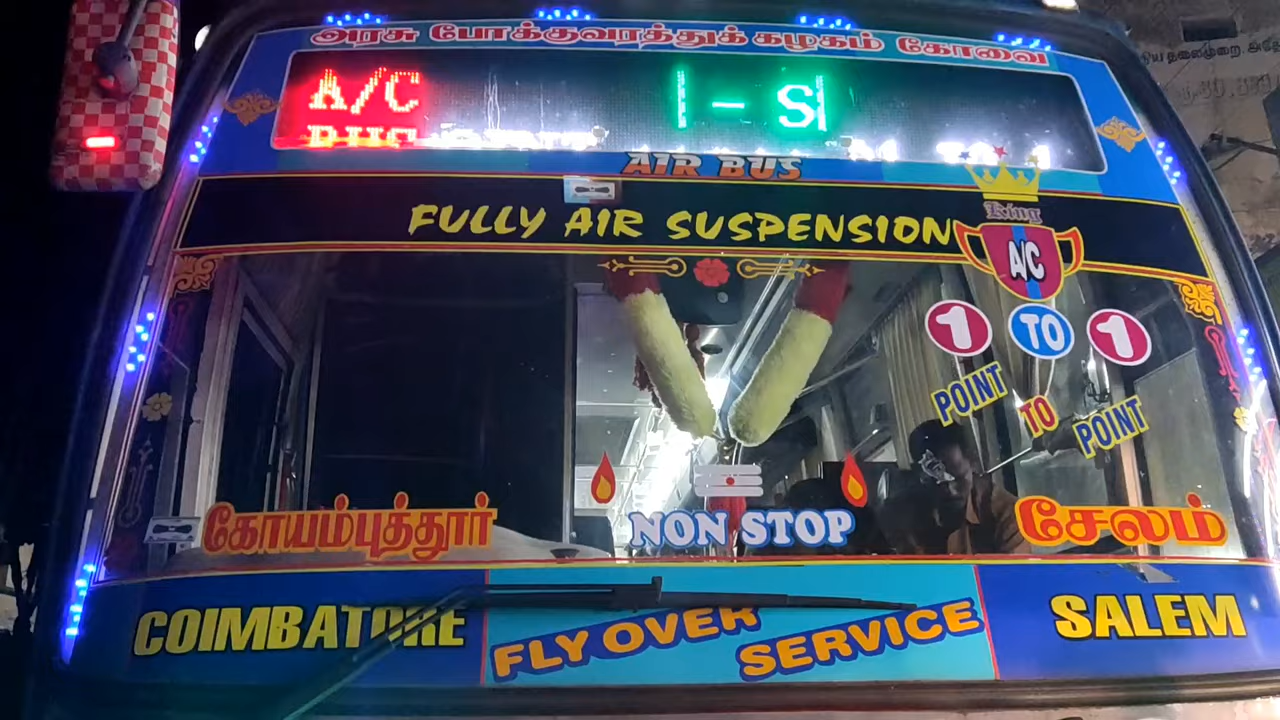 அரசு போக்குவரத்துக் கழகம் கோவை
A/C
- S
AIR BUS
FULLY AIR SUSPENSION
King
A/C
1 TO 1
POINT TO POINT
கோயம்புத்தூர்
NON STOP
சேலம்
COIMBATORE
FLY OVER SERVICE
SALEM